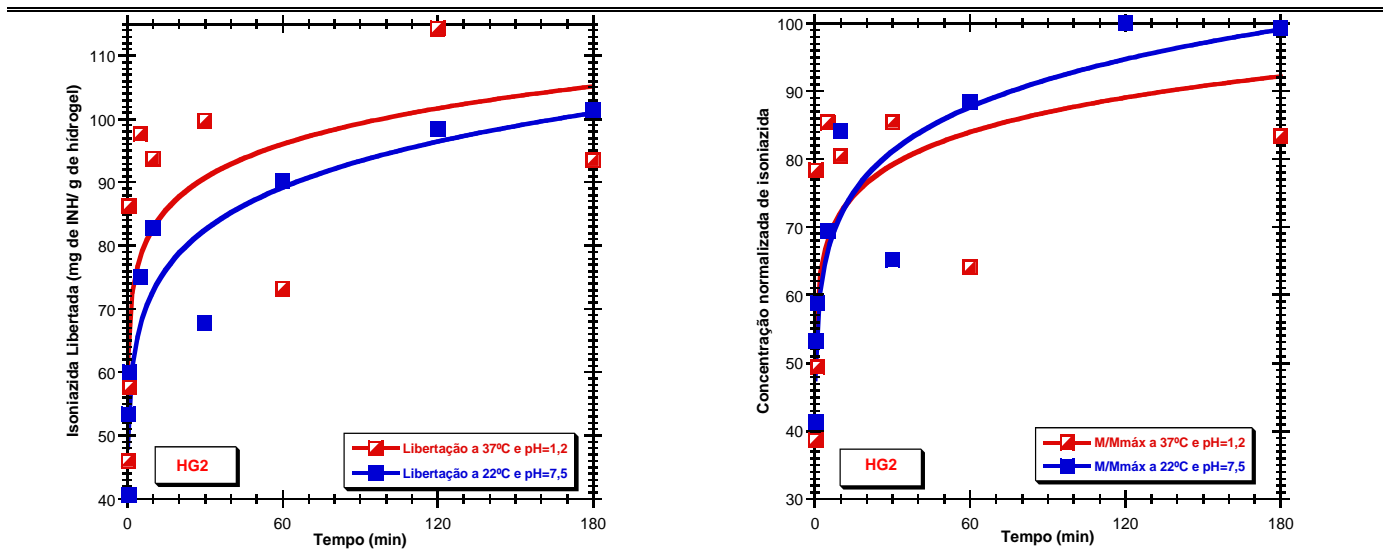 Isoniazida Libertada (mg de INH/ g de hidrogel)
110
100
90
80
70
60
50
40
0
60
120
180
Tempo (min)
HG2
Libertação a 37ºC e pH=1,2
Libertação a 22ºC e pH=7,5
Concentração normalizada de isoniazida
100
90
80
70
60
50
40
30
0
60
120
180
Tempo (min)
HG2
M/Mmáx a 37ºC e pH=1,2
M/Mmáx a 22ºC e pH=7,5